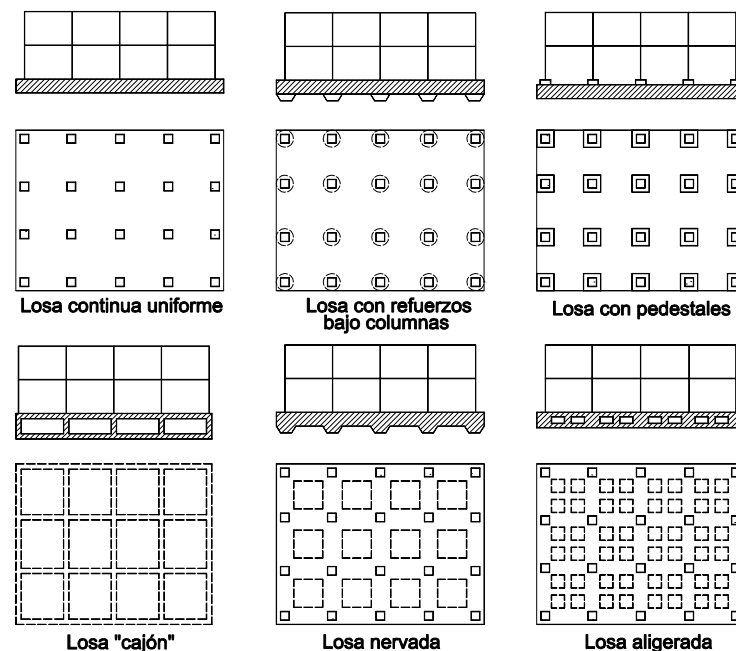 Losa continua uniforme
Losa con refuerzos
bajo columnas
Losa con pedestales
Losa "cajón"
Losa nervada
Losa aligerada